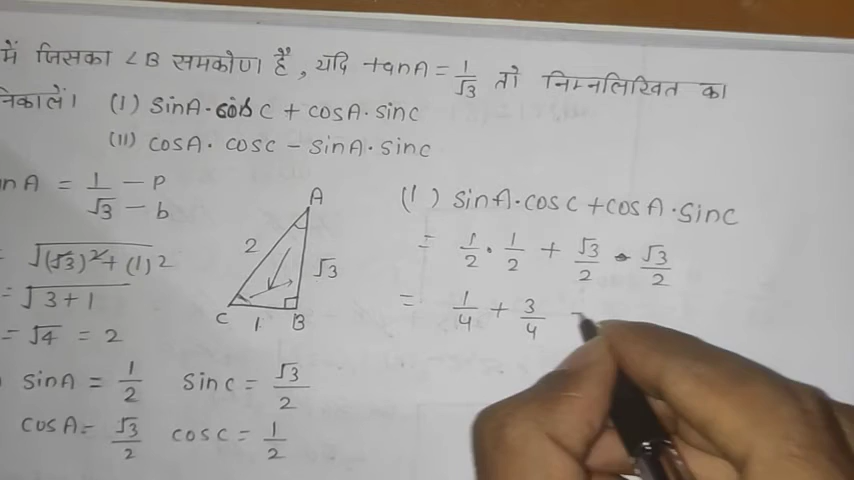 में जिसका ∠B समकोण है, यदि tanA = 1/√3 तो निम्नलिखित का
निकालें। (I) sinA·cosC + cosA·sinC
(II) cosA·cosC - sinA·sinC
nA = 1/√3 - P/b
= √(√3)²+(1)2
= √3+1
= √4 = 2
sinA = 1/2 sinC = √3/2
cosA = √3/2 cosC = 1/2
A
2
√3
C
1
B
(I) sinA·cosC + cosA·sinC
= 1/2 · 1/2 + √3/2 · √3/2
= 1/4 + 3/4